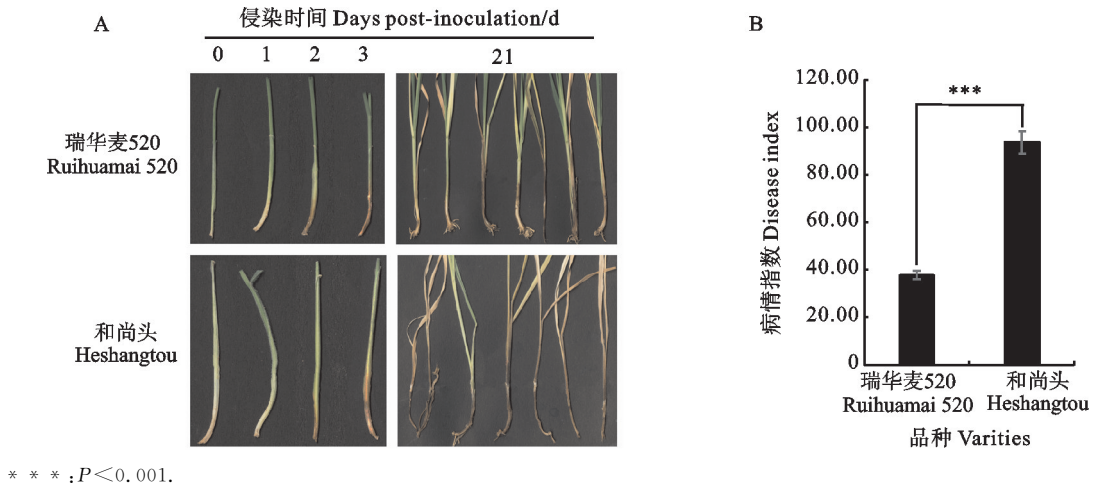 A
侵染时间 Days post-inoculation/d
0 1 2 3 21
瑞华麦520
Ruihuamai 520
和尚头
Heshangtou
B
病情指数 Disease index
120.00
100.00
80.00
60.00
40.00
20.00
0
***
瑞华麦520
Ruihuamai 520
和尚头
Heshangtou
品种 Varities
* * *:P<0.001.